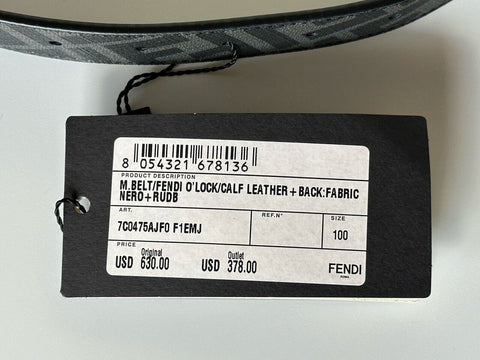 8 054321 678136
PRODUCT DESCRIPTION
M.BELT/FENDI O'LOCK/CALF LEATHER+BACK:FABRIC
NERO+RUDB
ART. REF.N° SIZE
7C0475AJF0 F1EMJ 100
PRICE
Original Outlet
USD 630.00 USD 378.00 FENDI
ROMA